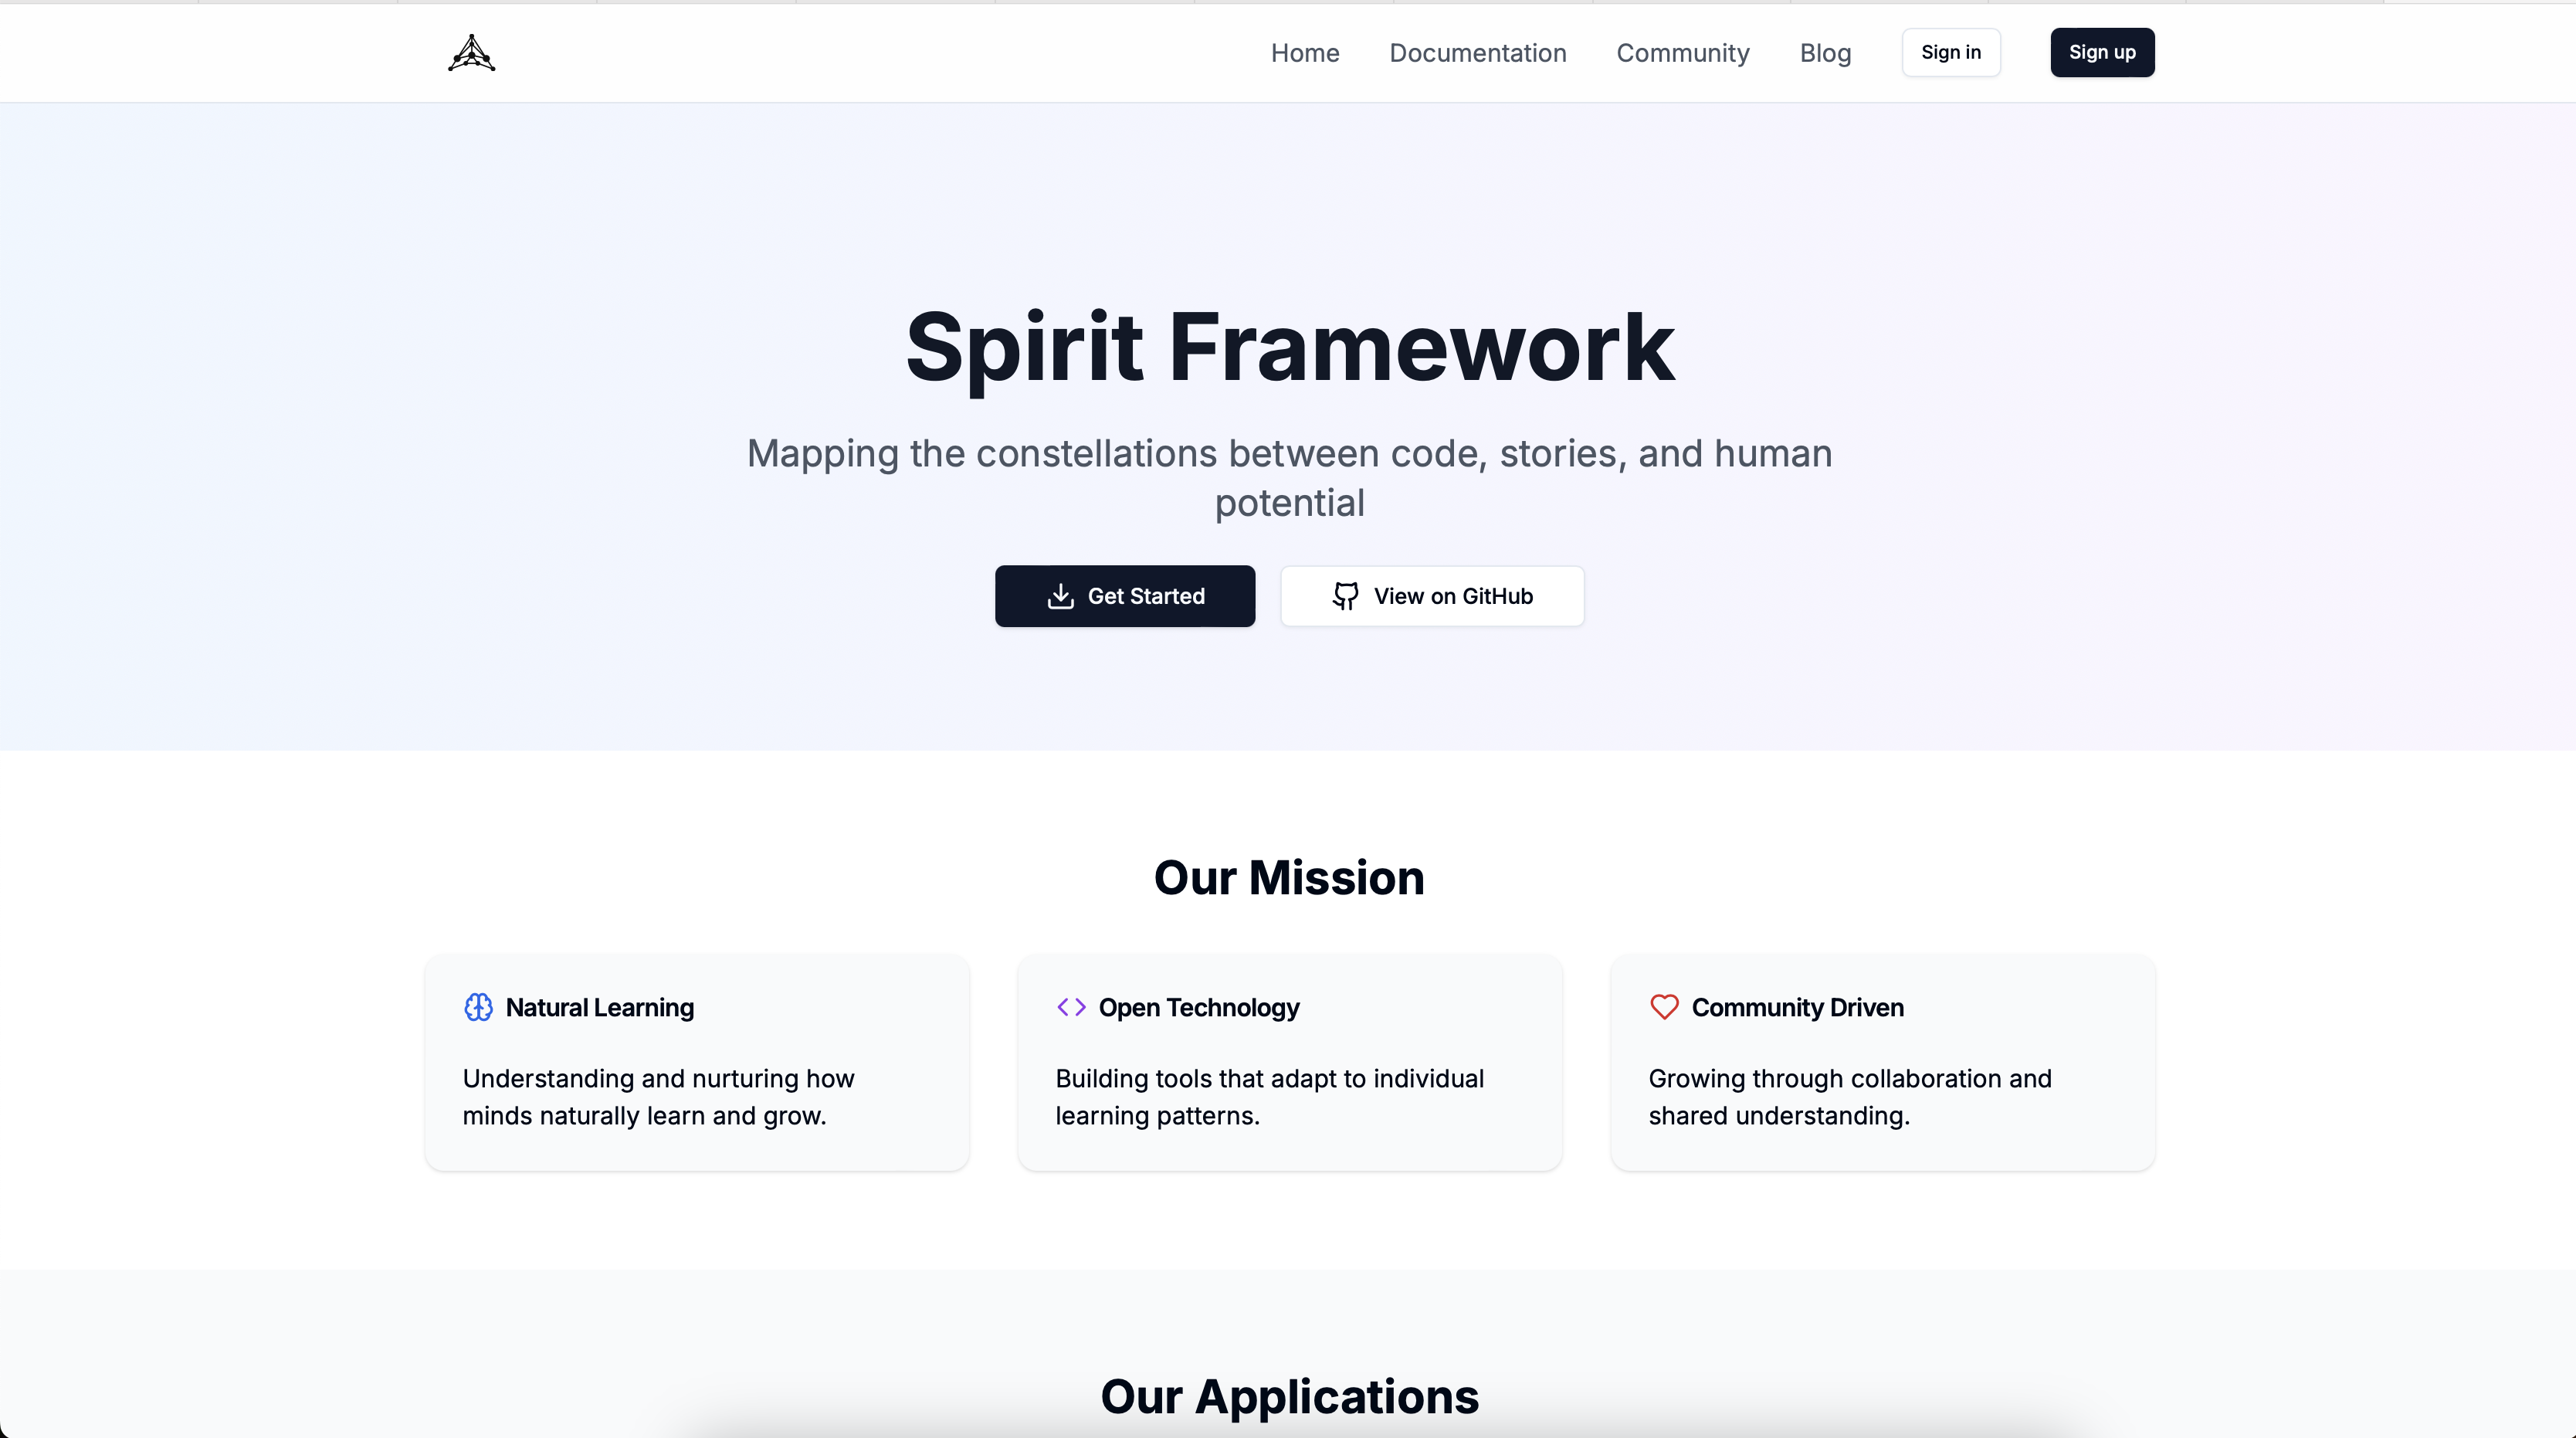 Home Documentation Community Blog Sign in Sign up
Spirit Framework
Mapping the constellations between code, stories, and human
potential
Get Started View on GitHub
Our Mission
Natural Learning
Understanding and nurturing how
minds naturally learn and grow.
Open Technology
Building tools that adapt to individual
learning patterns.
Community Driven
Growing through collaboration and
shared understanding.
Our Applications